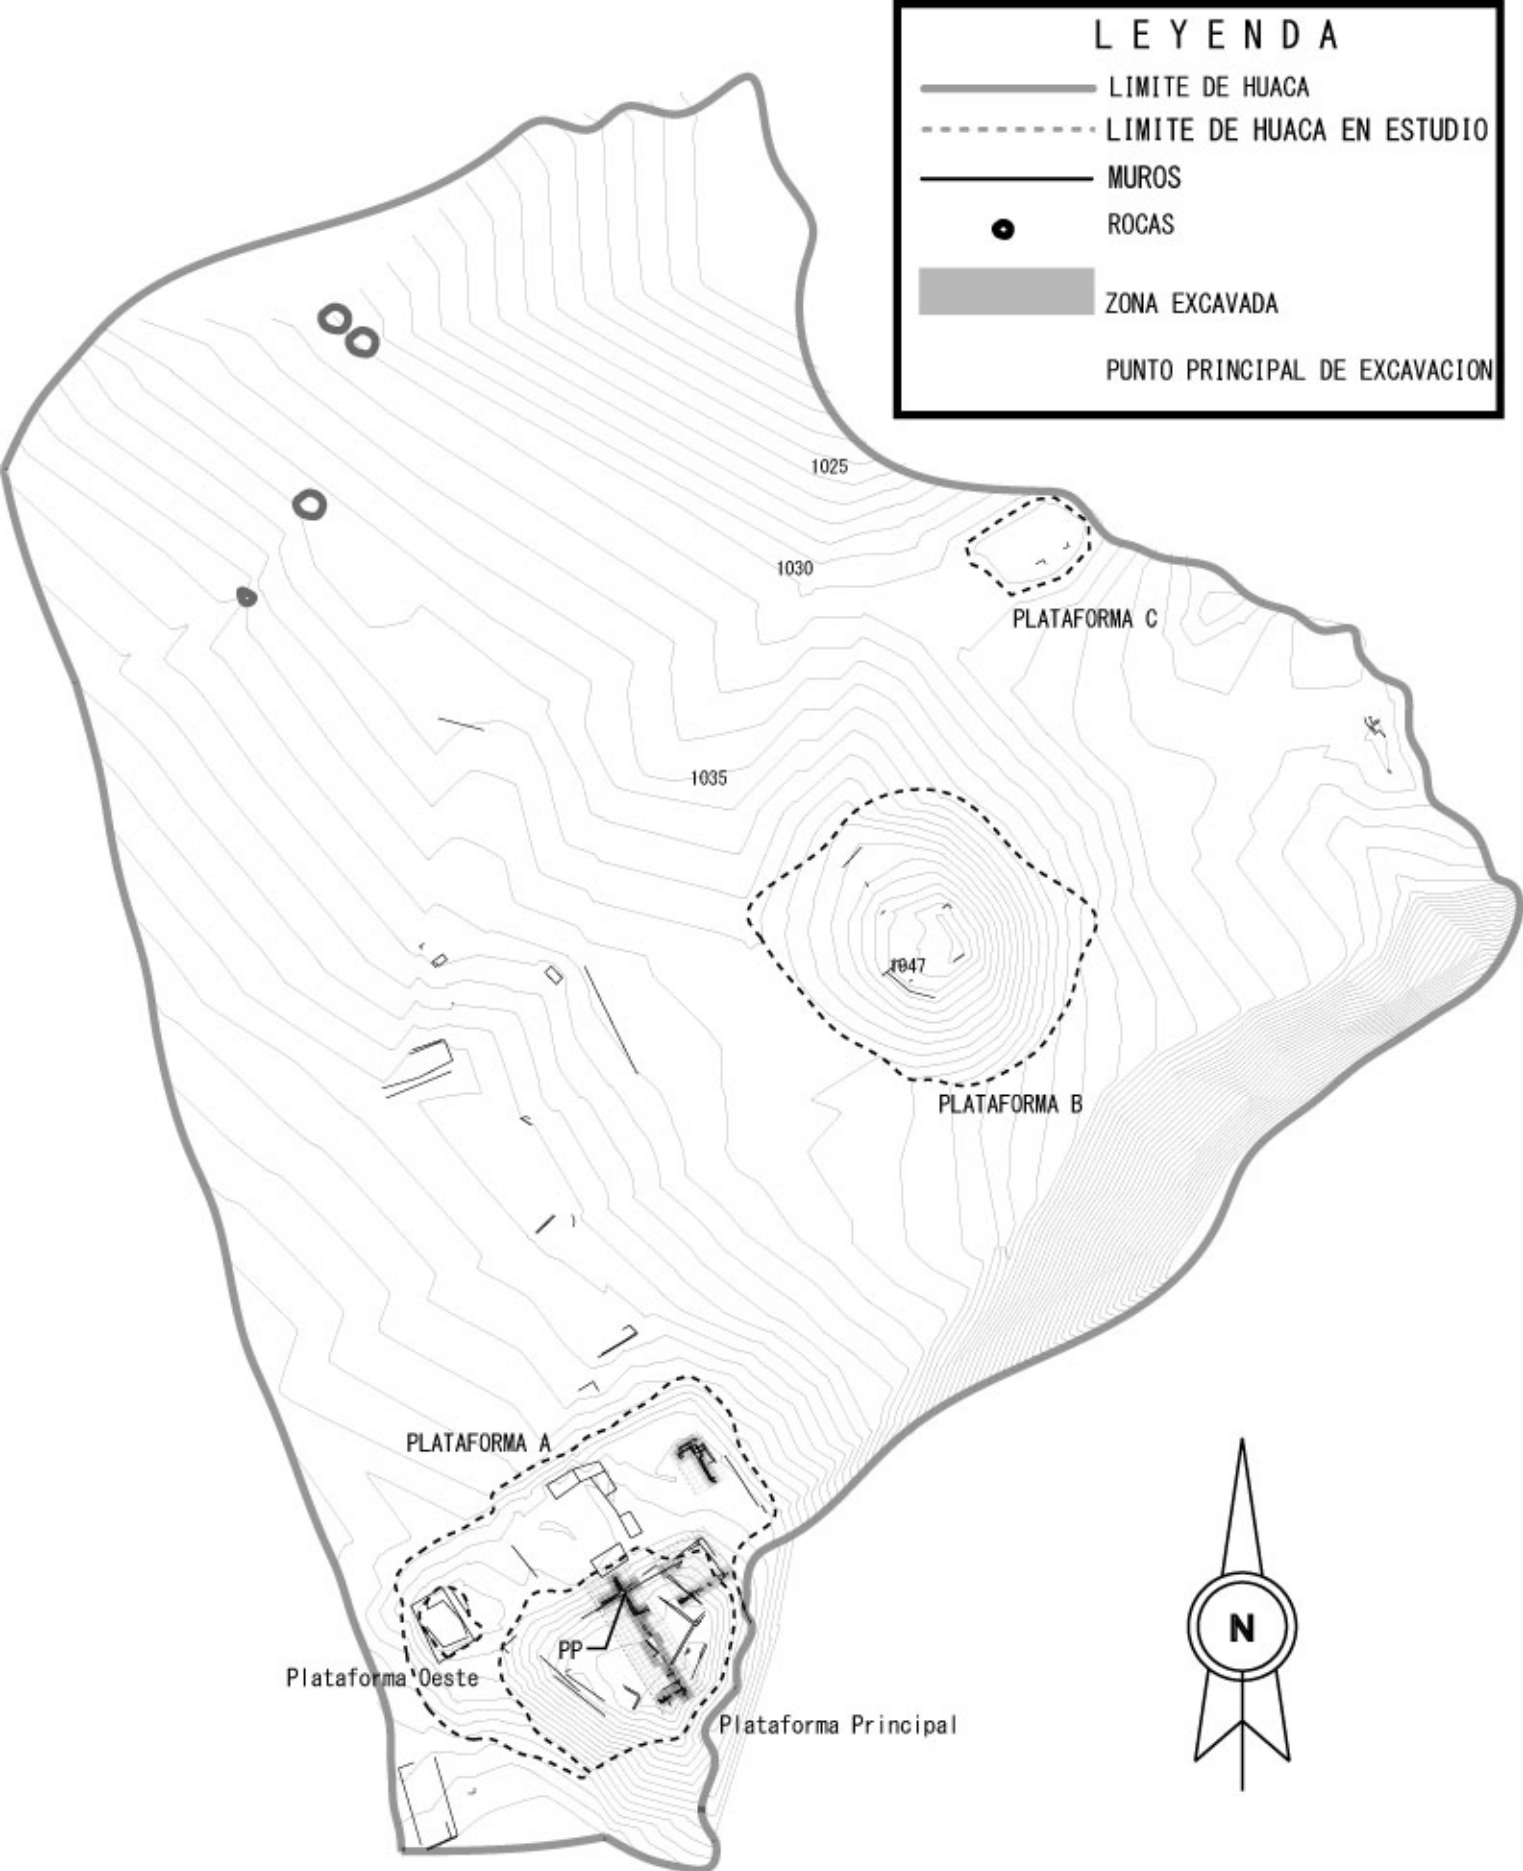 LEYENDA
LIMITE DE HUACA
LIMITE DE HUACA EN ESTUDIO
MUROS
ROCAS
ZONA EXCAVADA
PUNTO PRINCIPAL DE EXCAVACION
1025
1030
PLATAFORMA C
1035
1047
PLATAFORMA B
PLATAFORMA A
PP
Plataforma Oeste
Plataforma Principal
N